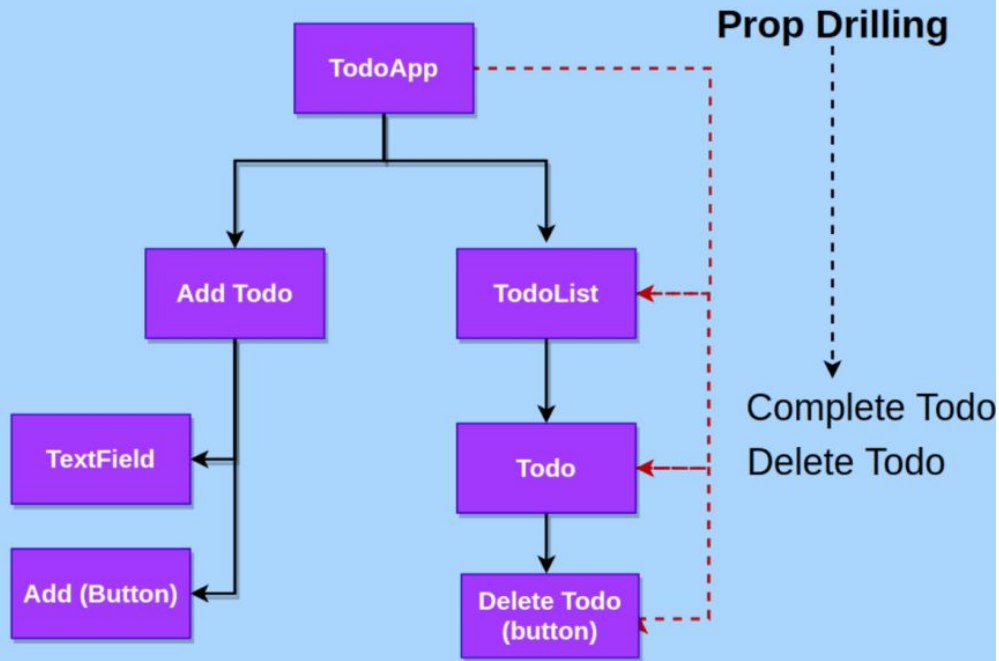 Prop Drilling
TodoApp
Add Todo
TodoList
Complete Todo
Delete Todo
TextField
Todo
Add (Button)
Delete Todo
(button)